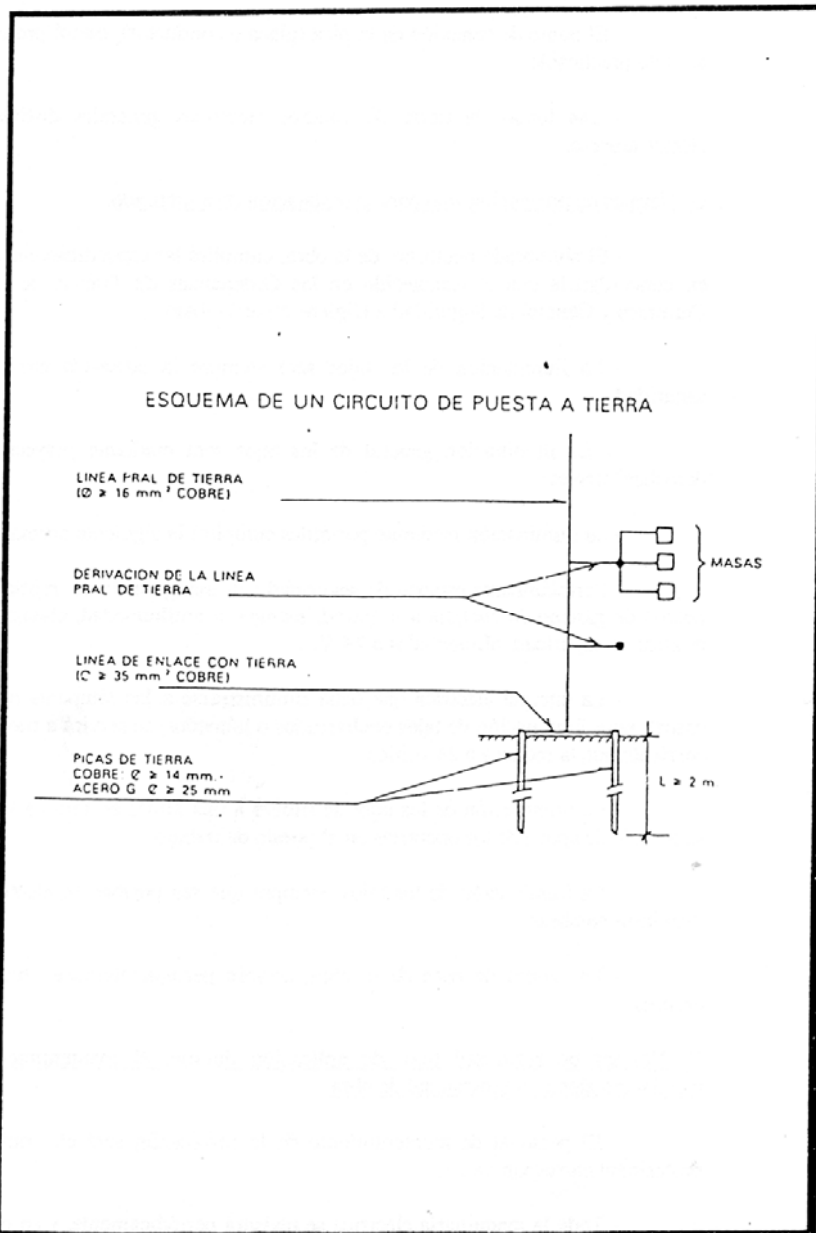 ESQUEMA DE UN CIRCUITO DE PUESTA A TIERRA
LINEA PRAL DE TIERRA
(Ø ≥ 16 mm² COBRE)
DERIVACION DE LA LINEA
PRAL DE TIERRA
MASAS
LINEA DE ENLACE CON TIERRA
(Ø ≥ 35 mm² COBRE)
PICAS DE TIERRA
COBRE: Ø ≥ 14 mm.
ACERO G Ø ≥ 25 mm
L ≥ 2 m